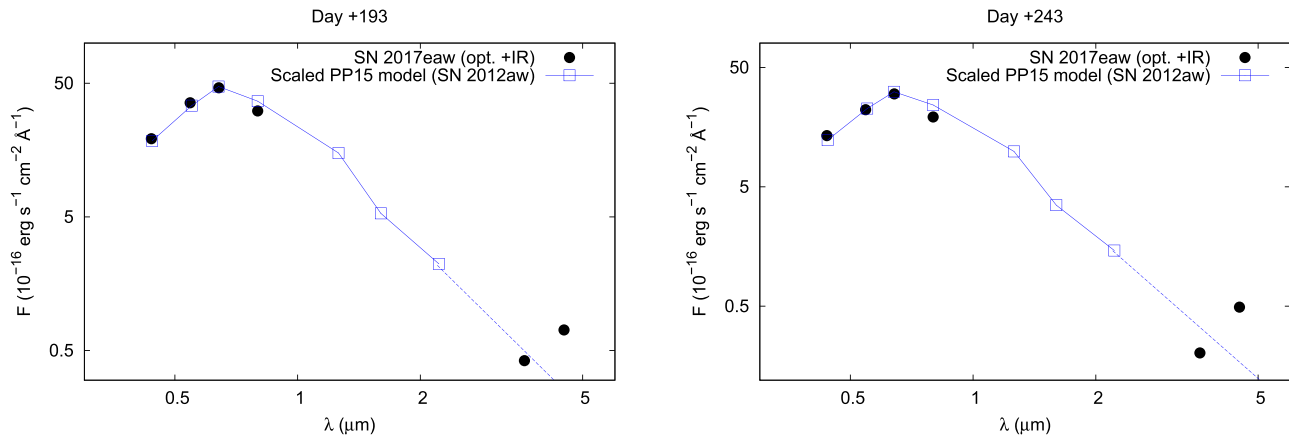 Day +193
SN 2017eaw (opt. +IR)
Scaled PP15 model (SN 2012aw)
50
5
0.5
F (10⁻¹⁶ erg s⁻¹ cm⁻² Å⁻¹)
0.5
1
2
5
λ (μm)
Day +243
SN 2017eaw (opt. +IR)
Scaled PP15 model (SN 2012aw)
50
5
0.5
F (10⁻¹⁶ erg s⁻¹ cm⁻² Å⁻¹)
0.5
1
2
5
λ (μm)